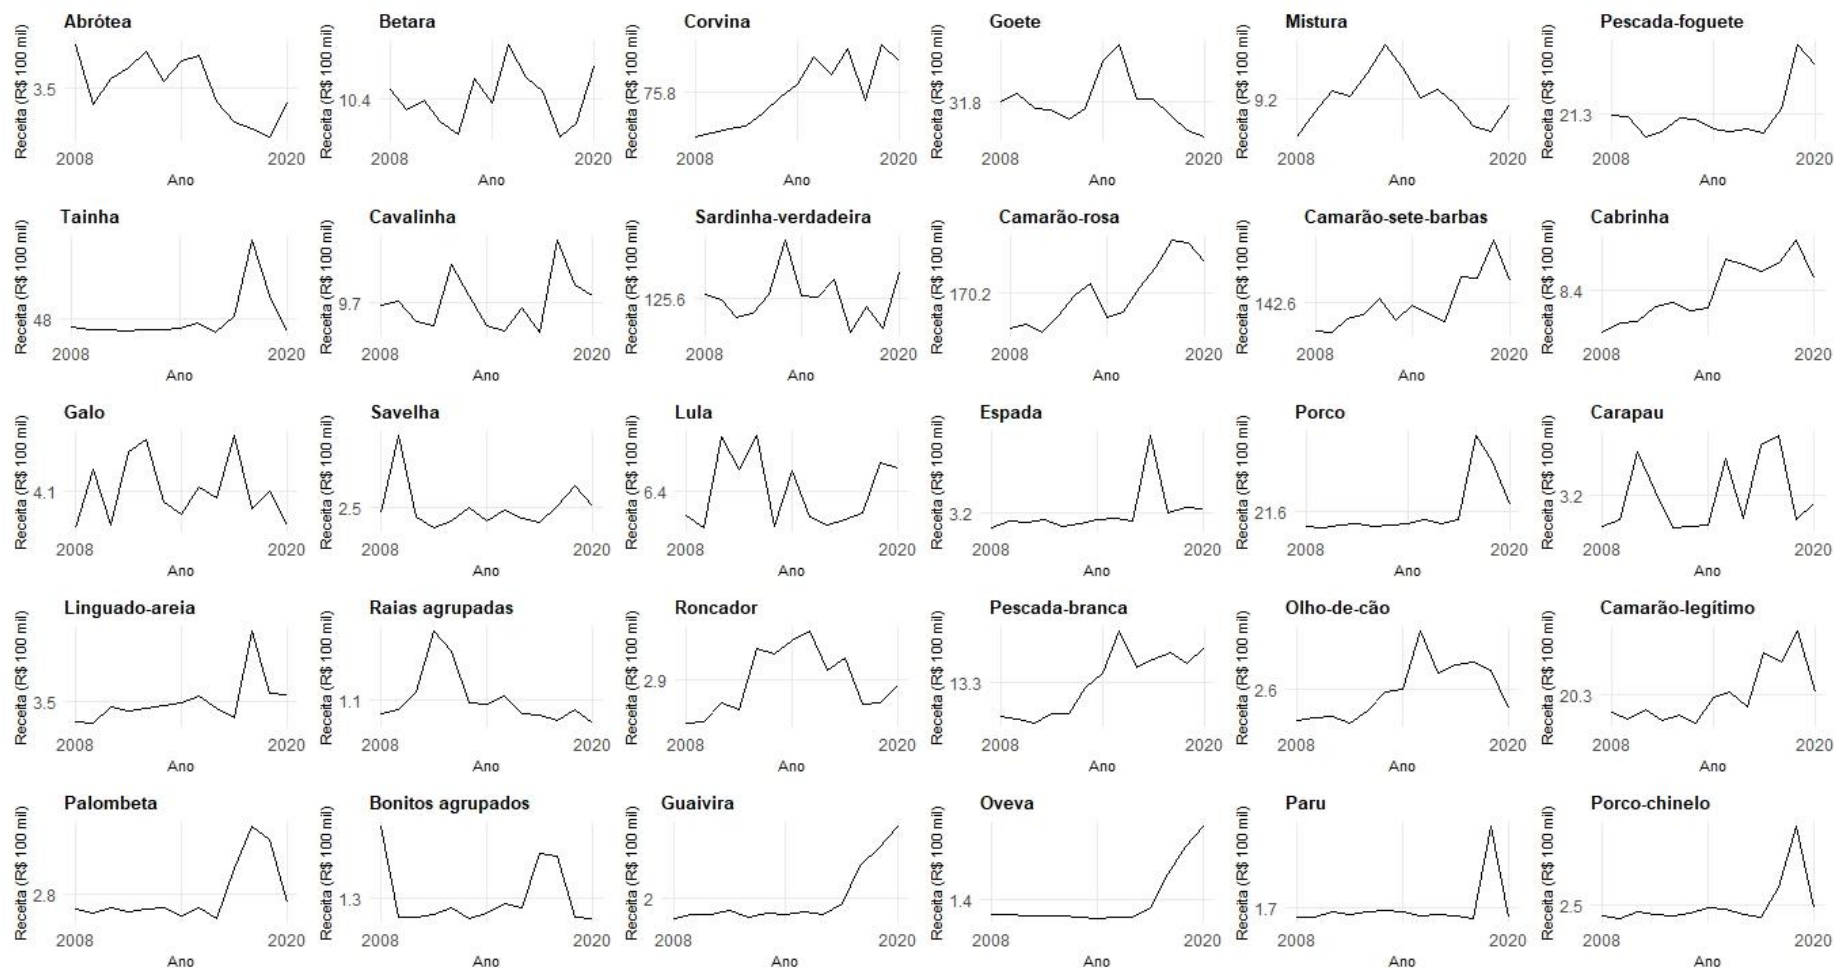 Abrótea Betara Corvina Goete Mistura Pescada-foguete
Receita (R$ 100 mil) Receita (R$ 100 mil) Receita (R$ 100 mil) Receita (R$ 100 mil) Receita (R$ 100 mil) Receita (R$ 100 mil)
3.5 10.4 75.8 31.8 9.2 21.3
2008 2020 2008 2020 2008 2020 2008 2020 2008 2020 2008 2020
Ano Ano Ano Ano Ano Ano
Tainha Cavalinha Sardinha-verdadeira Camarão-rosa Camarão-sete-barbas Cabrinha
Receita (R$ 100 mil) Receita (R$ 100 mil) Receita (R$ 100 mil) Receita (R$ 100 mil) Receita (R$ 100 mil) Receita (R$ 100 mil)
48 9.7 125.6 170.2 142.6 8.4
2008 2020 2008 2020 2008 2020 2008 2020 2008 2020 2008 2020
Ano Ano Ano Ano Ano Ano
Galo Savelha Lula Espada Porco Carapau
Receita (R$ 100 mil) Receita (R$ 100 mil) Receita (R$ 100 mil) Receita (R$ 100 mil) Receita (R$ 100 mil) Receita (R$ 100 mil)
4.1 2.5 6.4 3.2 21.6 3.2
2008 2020 2008 2020 2008 2020 2008 2020 2008 2020 2008 2020
Ano Ano Ano Ano Ano Ano
Linguado-areia Raias agrupadas Roncador Pescada-branca Olho-de-cão Camarão-legítimo
Receita (R$ 100 mil) Receita (R$ 100 mil) Receita (R$ 100 mil) Receita (R$ 100 mil) Receita (R$ 100 mil) Receita (R$ 100 mil)
3.5 1.1 2.9 13.3 2.6 20.3
2008 2020 2008 2020 2008 2020 2008 2020 2008 2020 2008 2020
Ano Ano Ano Ano Ano Ano
Palombeta Bonitos agrupados Guaivira Oveva Paru Porco-chinelo
Receita (R$ 100 mil) Receita (R$ 100 mil) Receita (R$ 100 mil) Receita (R$ 100 mil) Receita (R$ 100 mil) Receita (R$ 100 mil)
2.8 1.3 2 1.4 1.7 2.5
2008 2020 2008 2020 2008 2020 2008 2020 2008 2020 2008 2020
Ano Ano Ano Ano Ano Ano